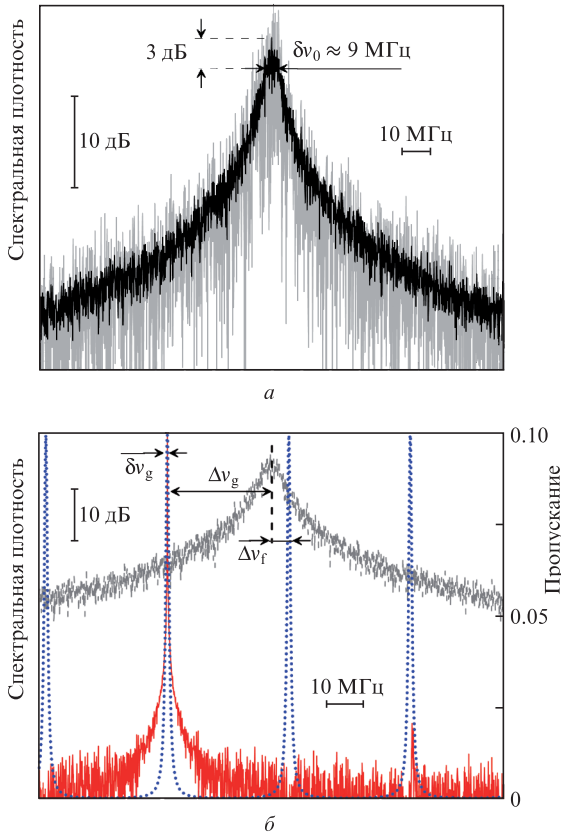 Спектральная плотность
3 дБ
δν₀ ≈ 9 МГц
10 дБ
10 МГц
а
Спектральная плотность
0.10
δν_g
Δν_g
10 дБ
Δν_f
Пропускание
0.05
10 МГц
0
б